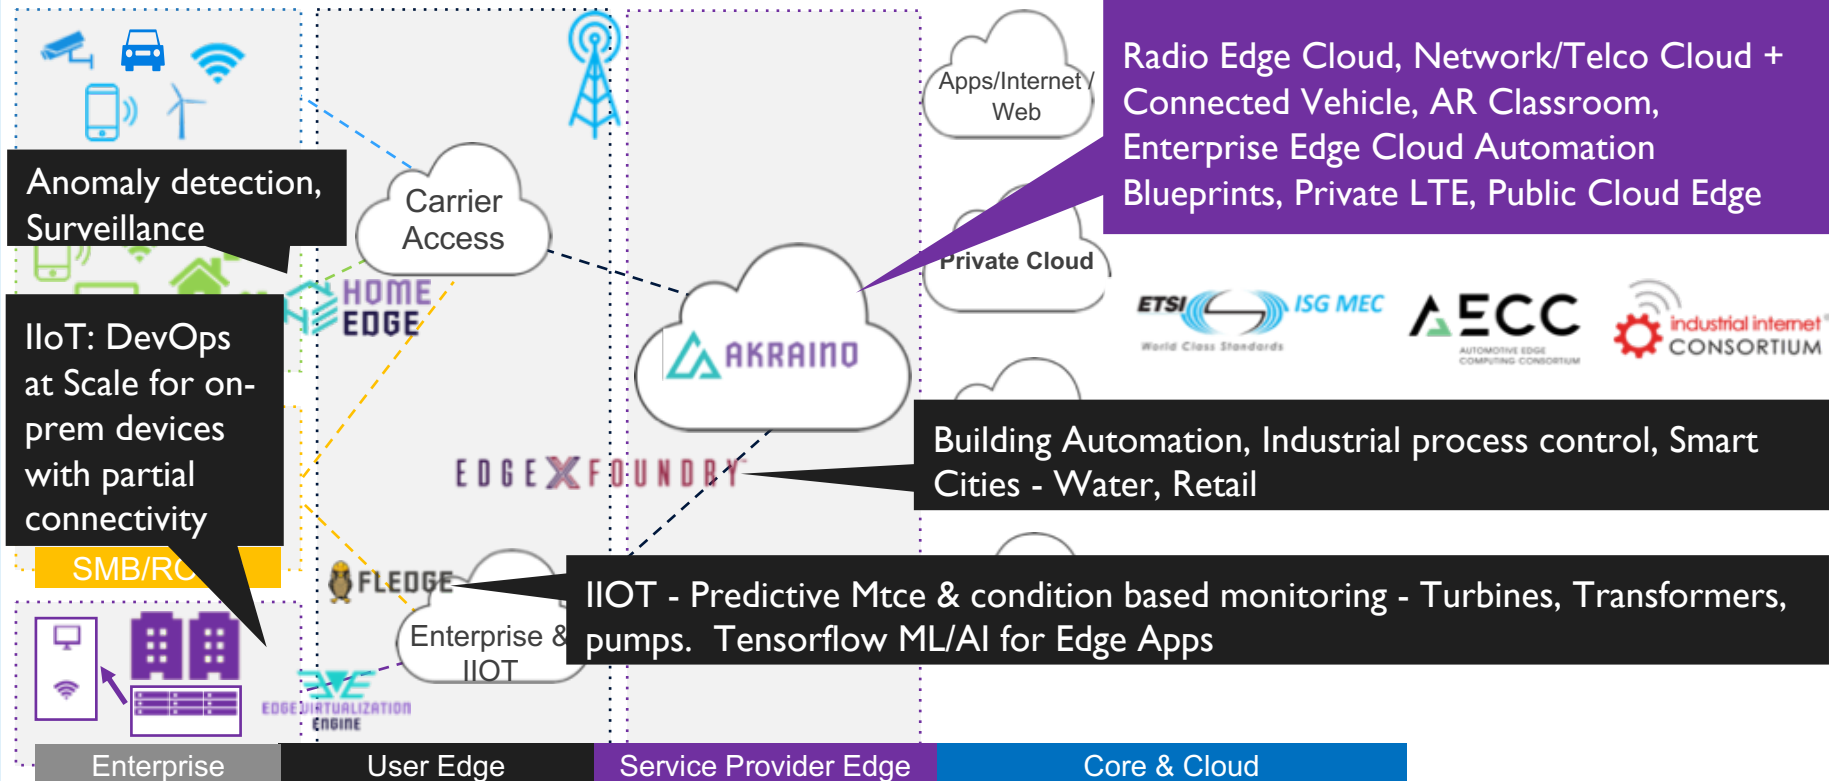 Apps/Internet/
Web
Radio Edge Cloud, Network/Telco Cloud +
Connected Vehicle, AR Classroom,
Enterprise Edge Cloud Automation
Blueprints, Private LTE, Public Cloud Edge
Anomaly detection,
Surveillance
Carrier
Access
Private Cloud
HOME
EDGE
AKRAINO
ETSI
ISG MEC
World Class Standards
AECC
AUTOMOTIVE EDGE
COMPUTING CONSORTIUM
industrial internet
CONSORTIUM
IIoT: DevOps
at Scale for on-
prem devices
with partial
connectivity
EDGE X FOUNDRY
Building Automation, Industrial process control, Smart
Cities - Water, Retail
SMB/RO
FLEDGE
IIOT - Predictive Mtce & condition based monitoring - Turbines, Transformers,
pumps. Tensorflow ML/AI for Edge Apps
Enterprise &
IIOT
EVE
EDGE VIRTUALIZATION
ENGINE
Enterprise
User Edge
Service Provider Edge
Core & Cloud